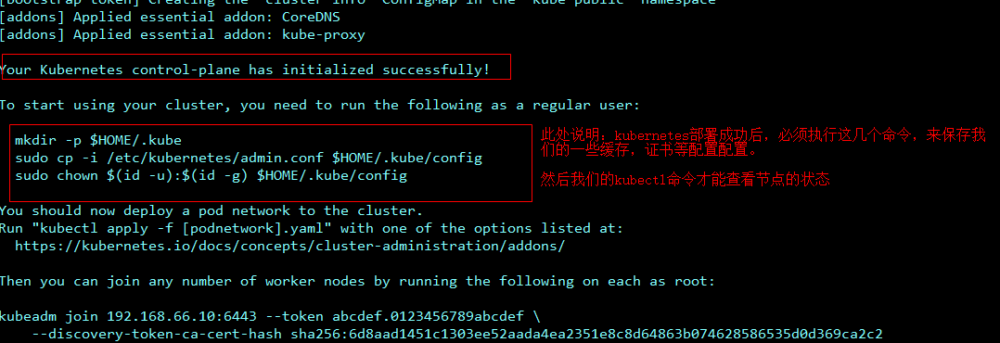 [bootstrap-token] Creating the "cluster-info" ConfigMap in the "kube-public" namespace
[addons] Applied essential addon: CoreDNS
[addons] Applied essential addon: kube-proxy
Your Kubernetes control-plane has initialized successfully!
To start using your cluster, you need to run the following as a regular user:
mkdir -p $HOME/.kube
sudo cp -i /etc/kubernetes/admin.conf $HOME/.kube/config
sudo chown $(id -u):$(id -g) $HOME/.kube/config
此处说明：kubernetes部署成功后，必须执行这几个命令，来保存我
们的一些缓存，证书等配置配置。
然后我们的kubectl命令才能查看节点的状态
You should now deploy a pod network to the cluster.
Run "kubectl apply -f [podnetwork].yaml" with one of the options listed at:
https://kubernetes.io/docs/concepts/cluster-administration/addons/
Then you can join any number of worker nodes by running the following on each as root:
kubeadm join 192.168.66.10:6443 --token abcdef.0123456789abcdef \
--discovery-token-ca-cert-hash sha256:6d8aad1451c1303ee52aada4ea2351e8c8d64863b074628586535d0d369ca2c2